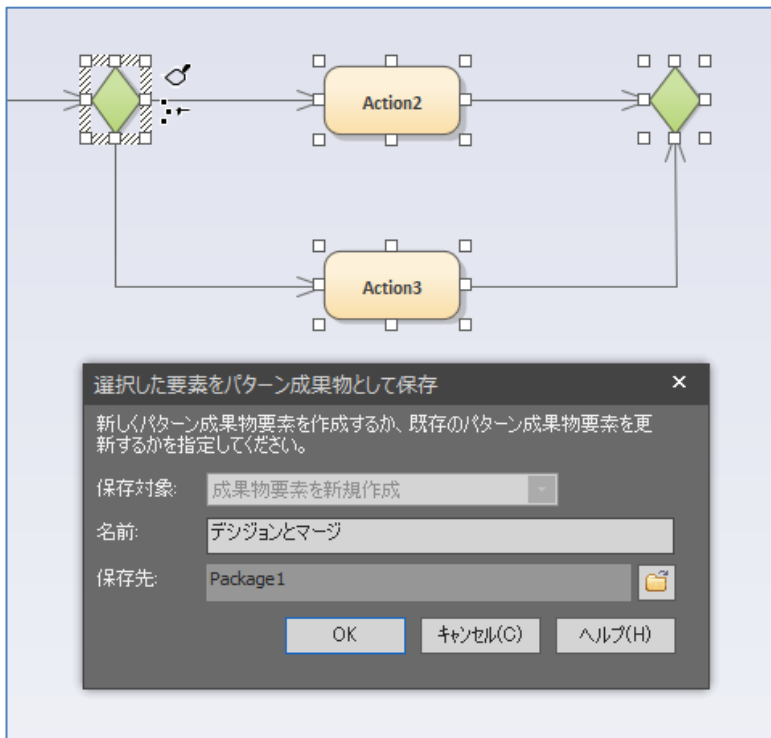 Action2
Action3
選択した要素をパターン成果物として保存
新しくパターン成果物要素を作成するか、既存のパターン成果物要素を更
新するかを指定してください。
保存対象:
成果物要素を新規作成
名前:
デシジョンとマージ
保存先:
Package1
OK
キャンセル(C)
ヘルプ(H)